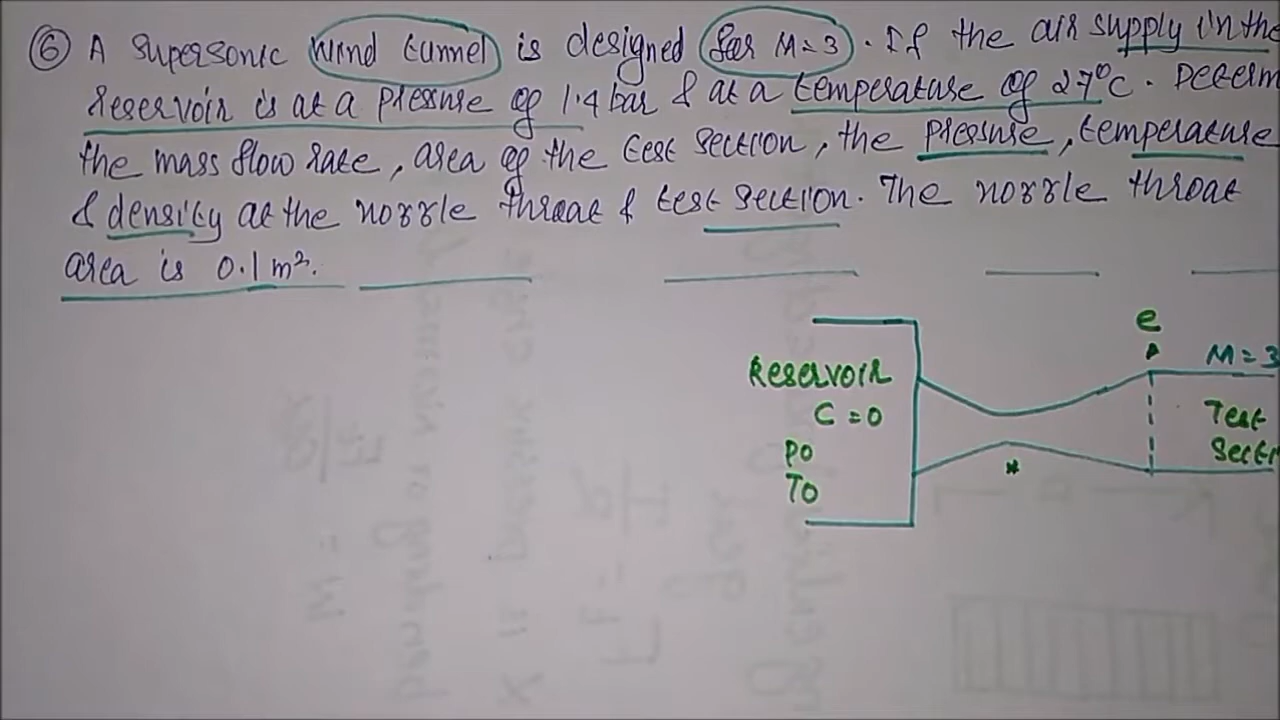 ⑥ A supersonic wind tunnel is designed for M=3. If the air supply in the
reservoir is at a pressure of 1.4 bar & at a temperature of 27°C. Determ
the mass flow rate, area of the test section, the pressure, temperature
& density at the nozzle throat & test section. The nozzle throat
area is 0.1 m².
e
M=3
Reservoir
C=0
Test
Po
Secti
To
*